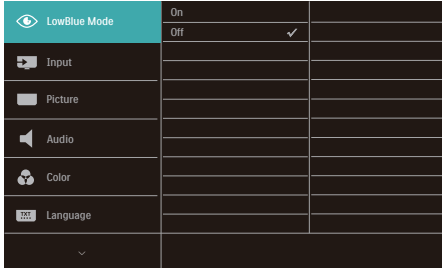 LowBlue Mode
On
Off
Input
Picture
Audio
Color
TXT
Language